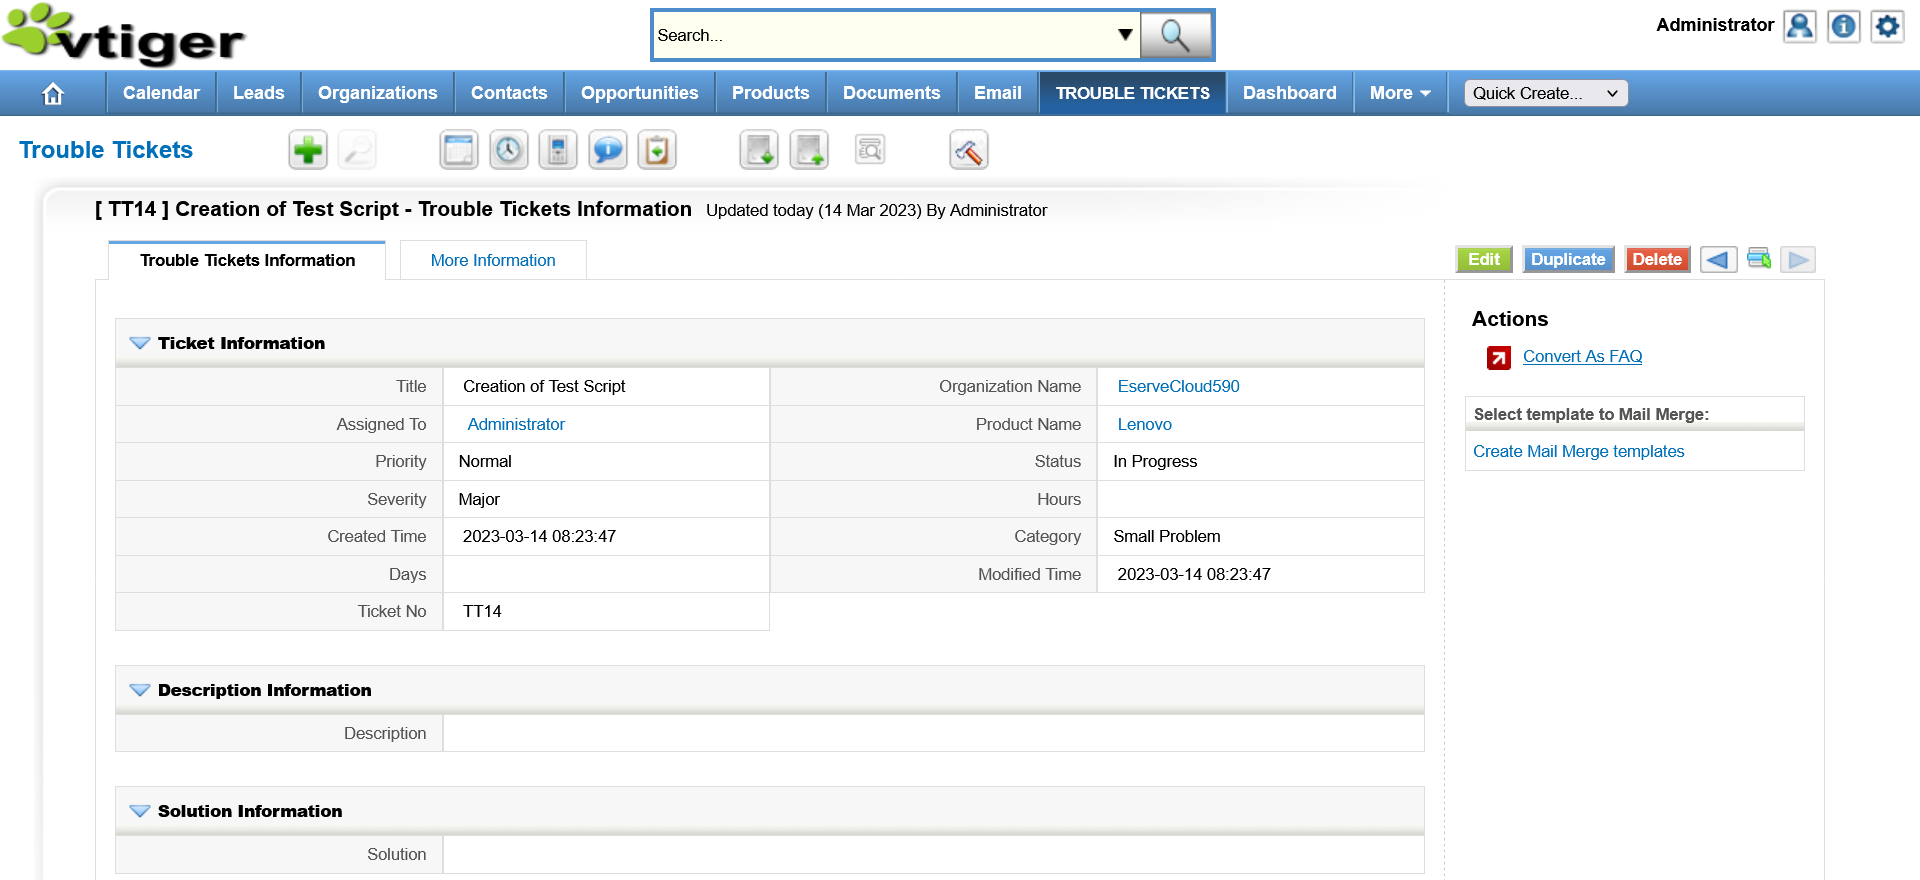 vtiger
Search...
Administrator
Calendar Leads Organizations Contacts Opportunities Products Documents Email TROUBLE TICKETS Dashboard More Quick Create...
Trouble Tickets
[ TT14 ] Creation of Test Script - Trouble Tickets Information Updated today (14 Mar 2023) By Administrator
Trouble Tickets Information More Information
Edit Duplicate Delete
Ticket Information
Title Creation of Test Script Organization Name EserveCloud590
Assigned To Administrator Product Name Lenovo
Priority Normal Status In Progress
Severity Major Hours
Created Time 2023-03-14 08:23:47 Category Small Problem
Days Modified Time 2023-03-14 08:23:47
Ticket No TT14
Description Information
Description
Solution Information
Solution
Actions
Convert As FAQ
Select template to Mail Merge:
Create Mail Merge templates